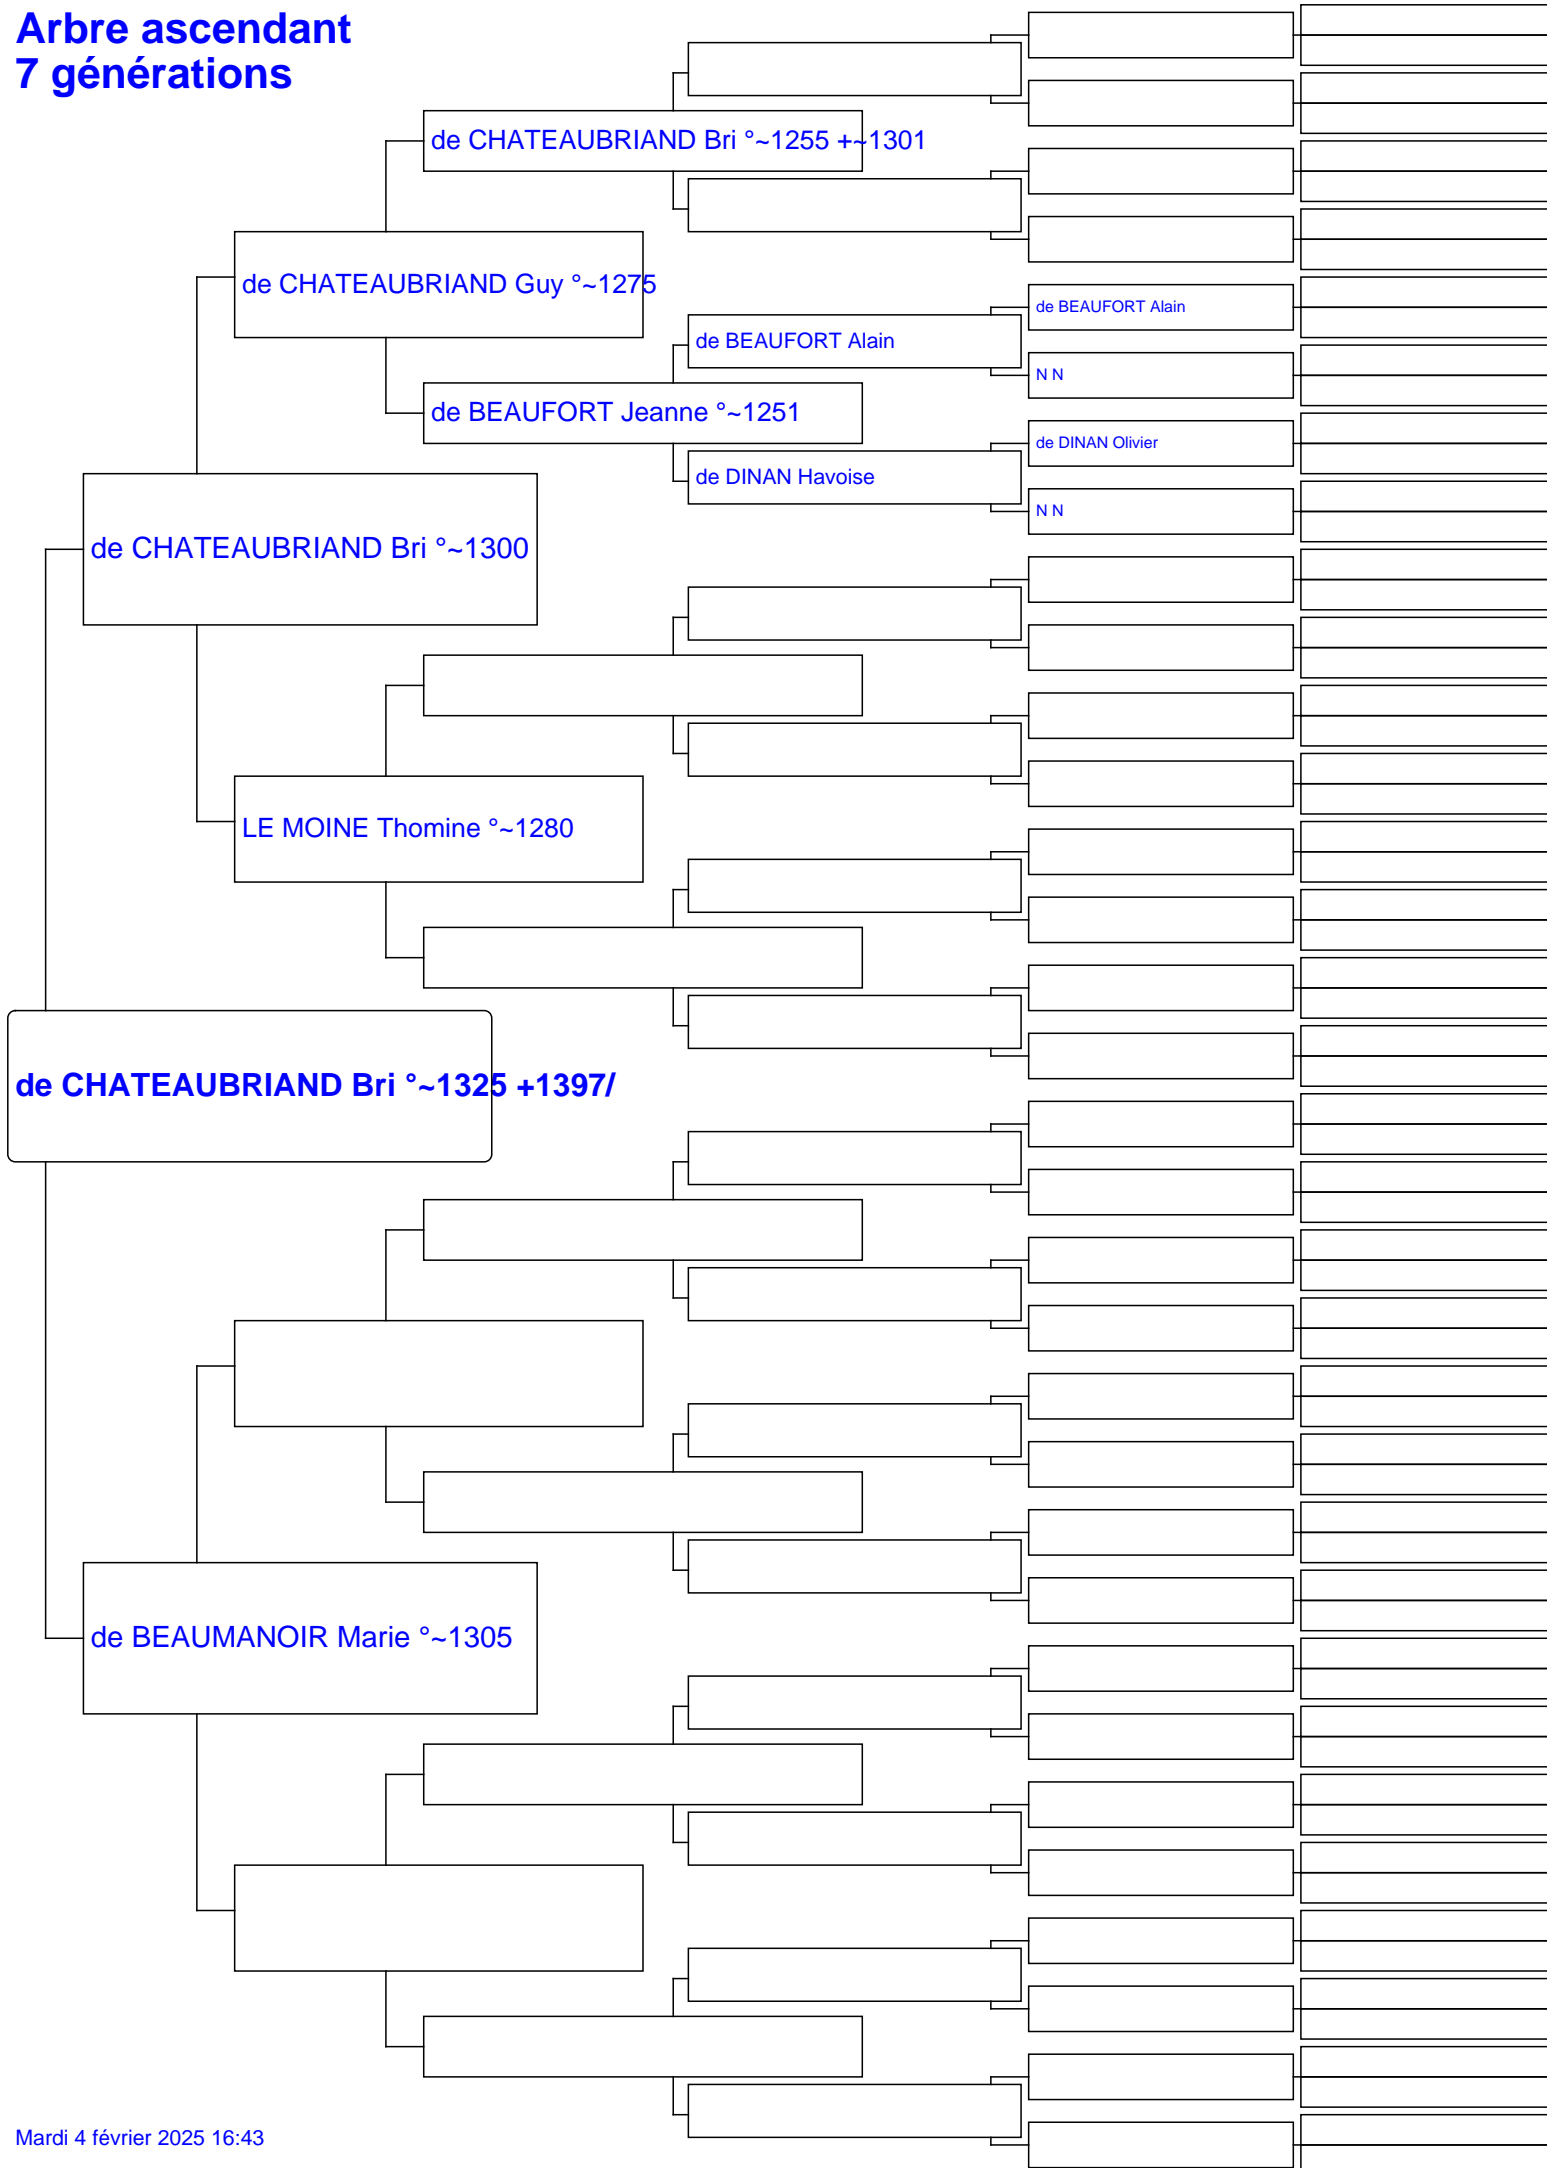 Arbre ascendant
7 générations
de CHATEAUBRIAND Bri °~1255 +~1301
de CHATEAUBRIAND Guy °~1275
de BEAUFORT Alain
de BEAUFORT Alain
N N
de BEAUFORT Jeanne °~1251
de DINAN Olivier
de DINAN Havoise
N N
de CHATEAUBRIAND Bri °~1300
LE MOINE Thomine °~1280
de CHATEAUBRIAND Bri °~1325 +1397/
de BEAUMANOIR Marie °~1305
Mardi 4 février 2025 16:43